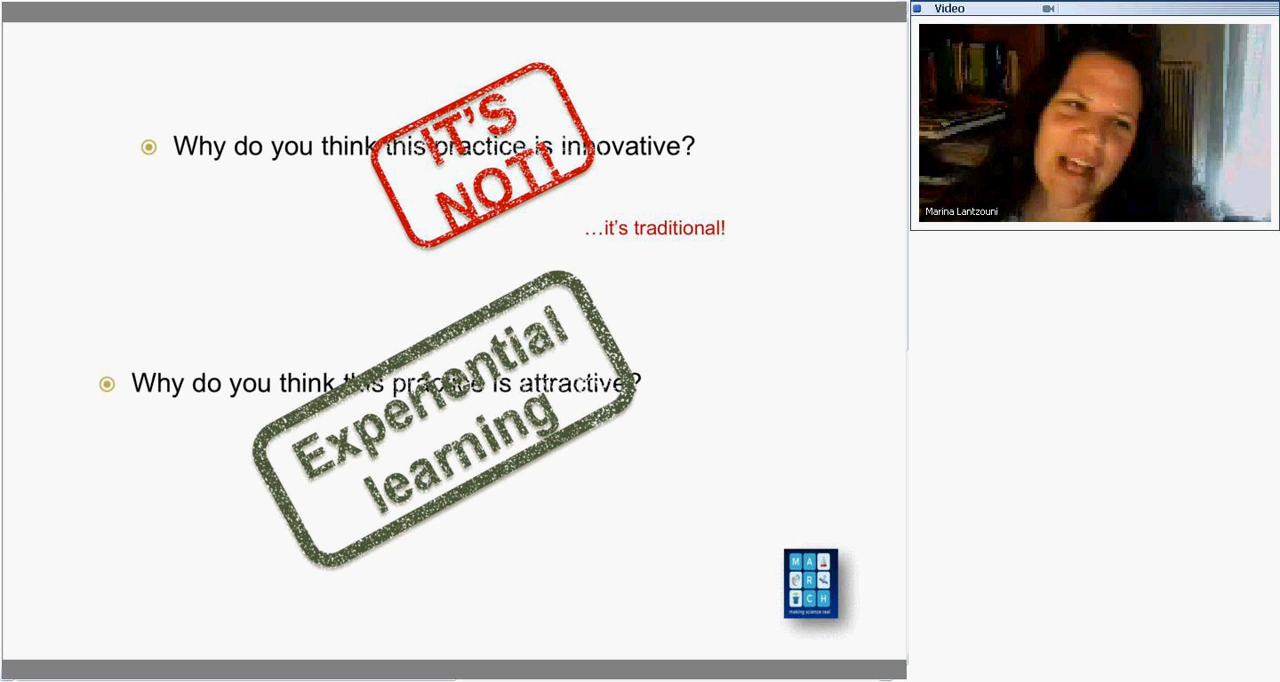 Why do you think this practice is innovative?
IT'S
NOT!
…it's traditional!
Why do you think this practice is attractive?
Experiential
learning
M A
R
C H
making science real
Video
Marina Lantzouni